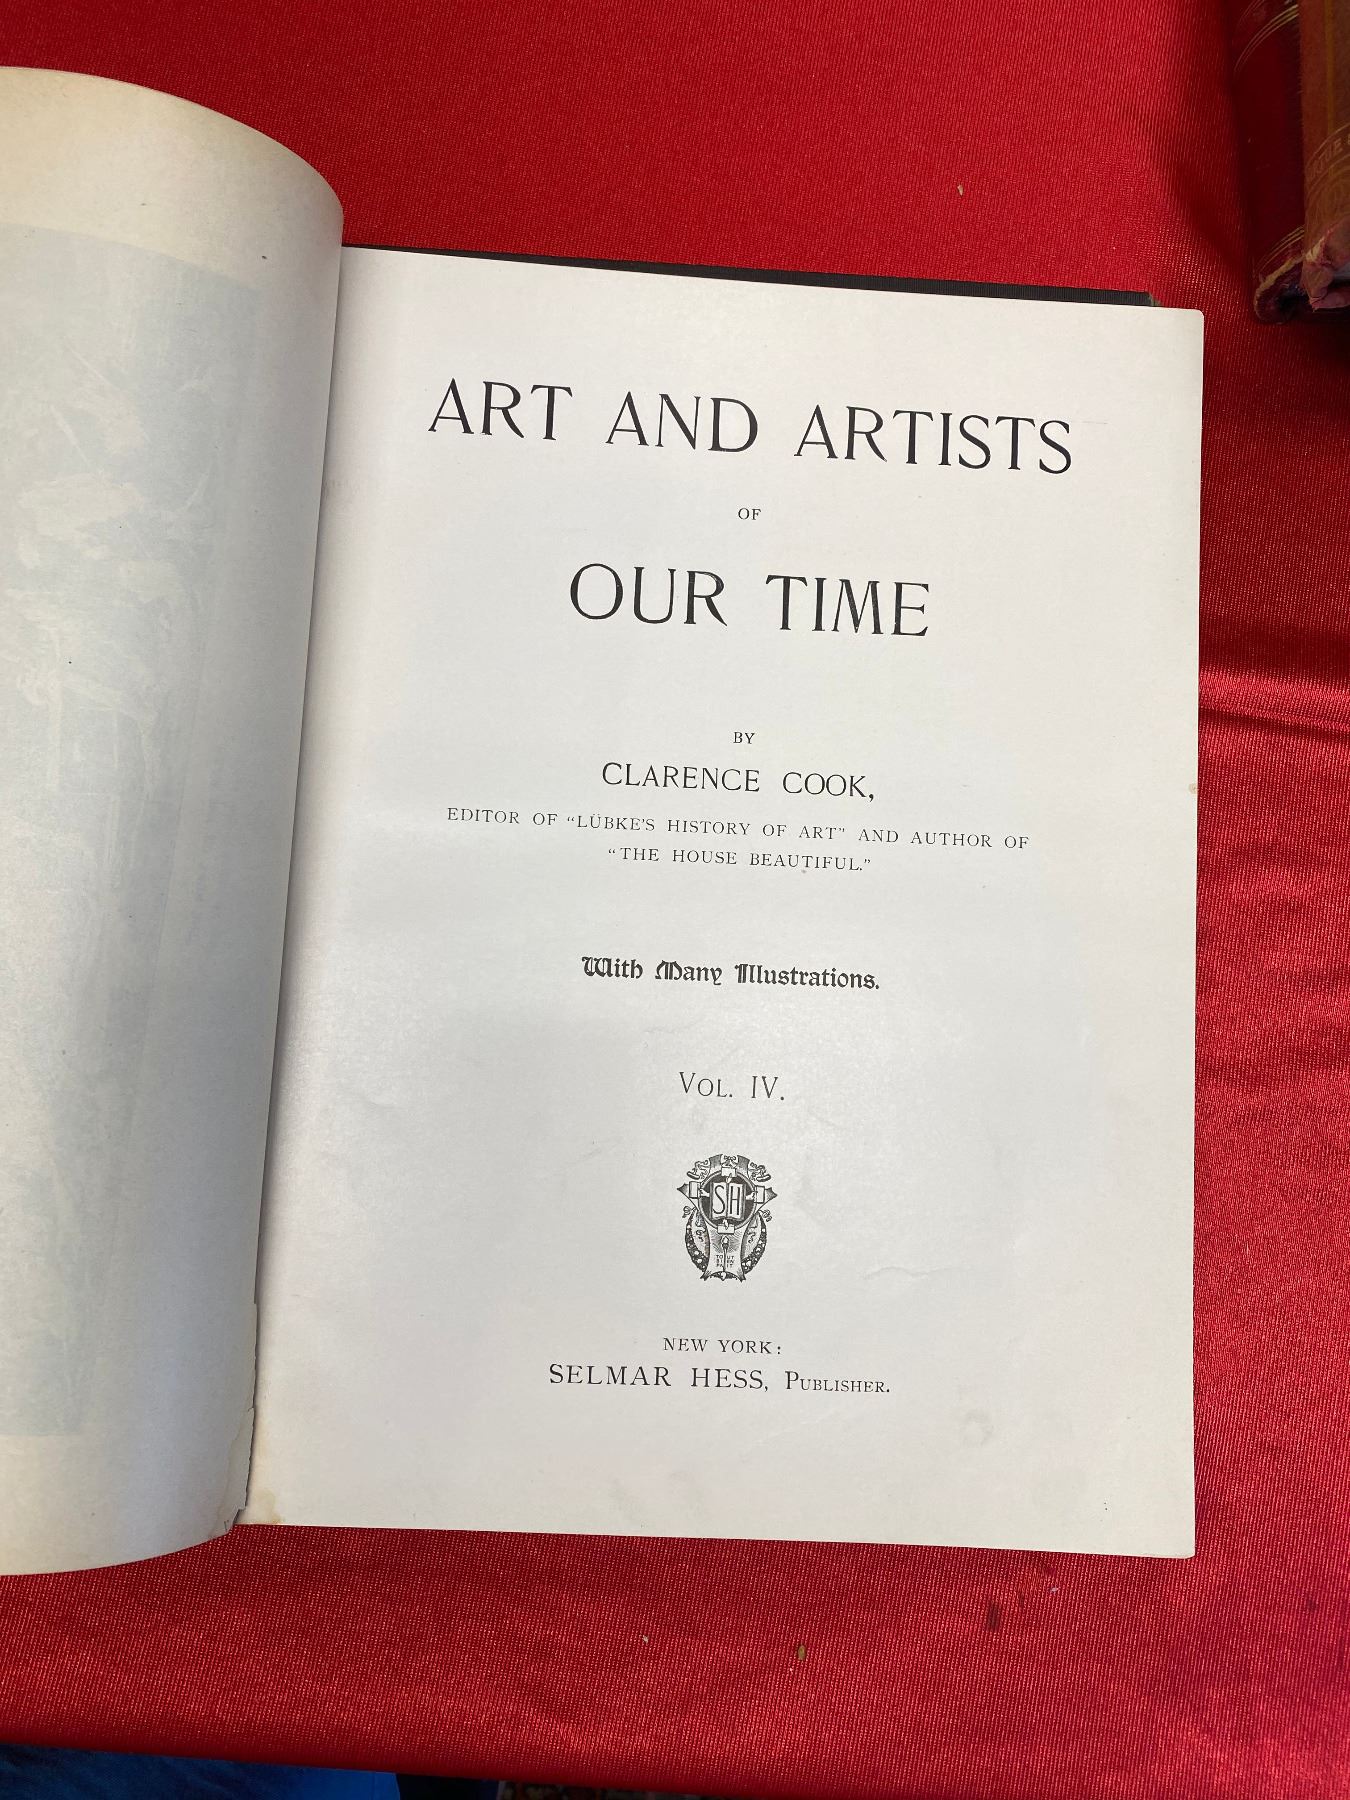 ART AND ARTISTS
OF
OUR TIME
BY
CLARENCE COOK,
EDITOR OF "LÜBKE'S HISTORY OF ART" AND AUTHOR OF
"THE HOUSE BEAUTIFUL."
With Many Illustrations.
VOL. IV.
SH
NEW YORK:
SELMAR HESS, PUBLISHER.